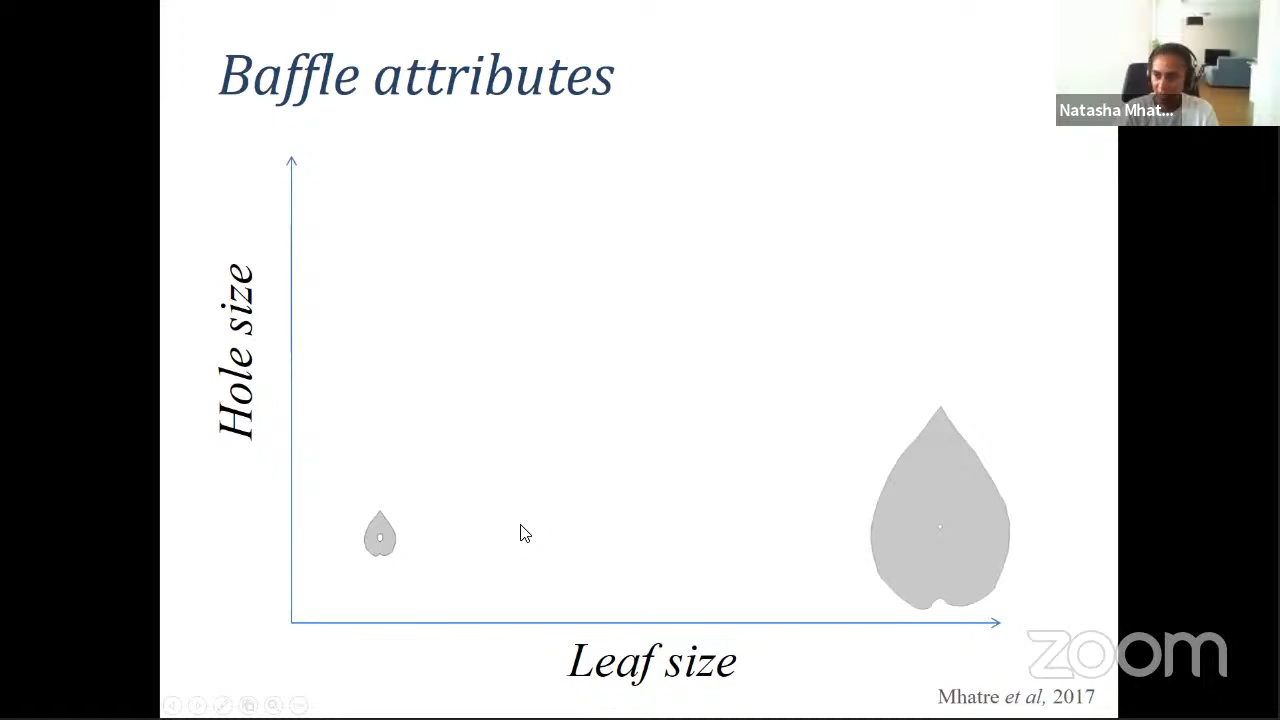 Baffle attributes
Natasha Mhat...
Hole size
Leaf size
zoom
Mhatre et al, 2017